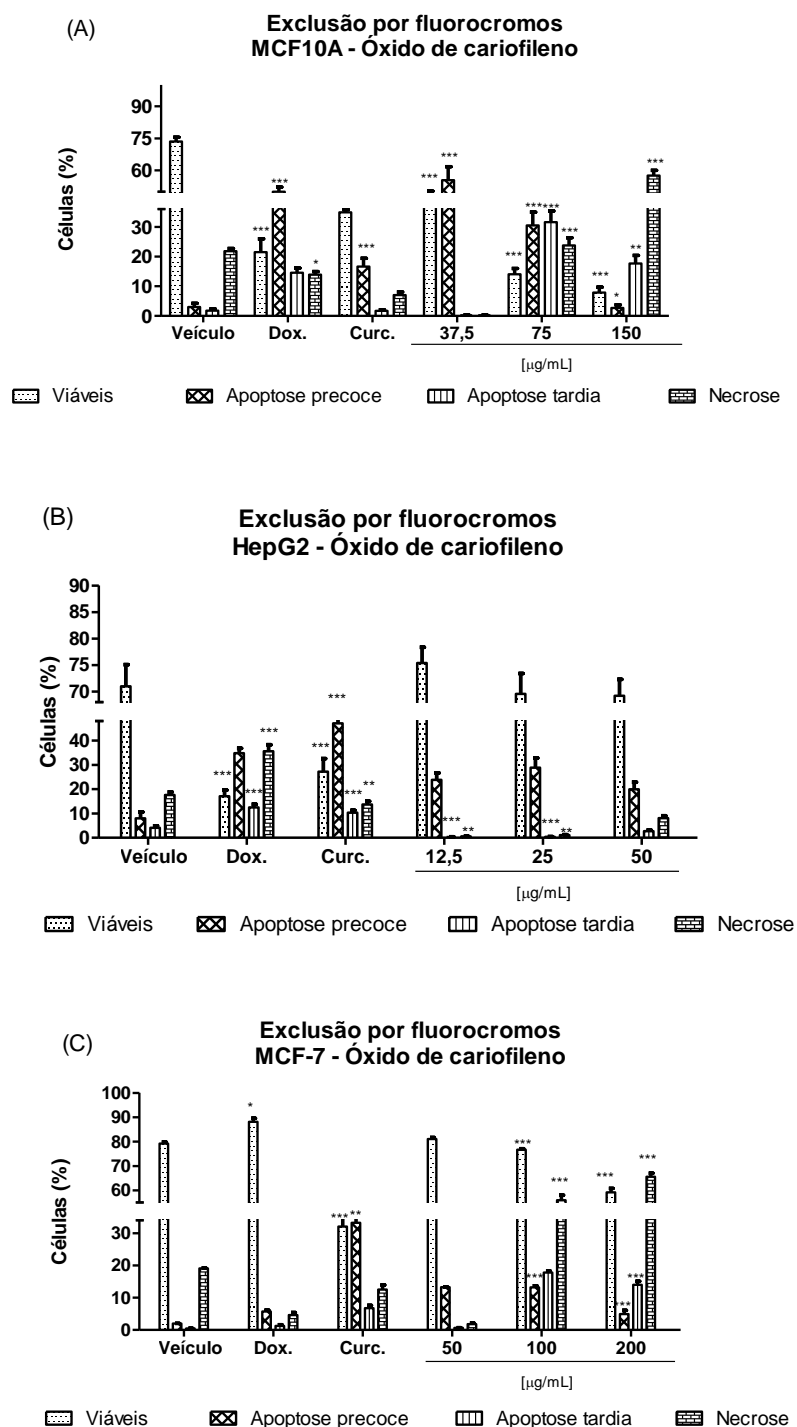 (A)
Exclusão por fluorocromos
MCF10A - Óxido de cariofileno
Células (%)
90
75
60
30
20
10
0
***
***
*
***
***
***
***
***
***
***
***
*
**
***
Veículo Dox. Curc. 37,5 75 150
[μg/mL]
Viáveis Apoptose precoce Apoptose tardia Necrose
(B)
Exclusão por fluorocromos
HepG2 - Óxido de cariofileno
Células (%)
90
85
80
75
70
40
30
20
10
0
***
***
***
***
***
***
**
***
**
***
**
Veículo Dox. Curc. 12,5 25 50
[μg/mL]
Viáveis Apoptose precoce Apoptose tardia Necrose
(C)
Exclusão por fluorocromos
MCF-7 - Óxido de cariofileno
Células (%)
100
90
80
70
60
30
20
10
0
*
***
**
***
***
***
***
***
***
***
Veículo Dox. Curc. 50 100 200
[μg/mL]
Viáveis Apoptose precoce Apoptose tardia Necrose